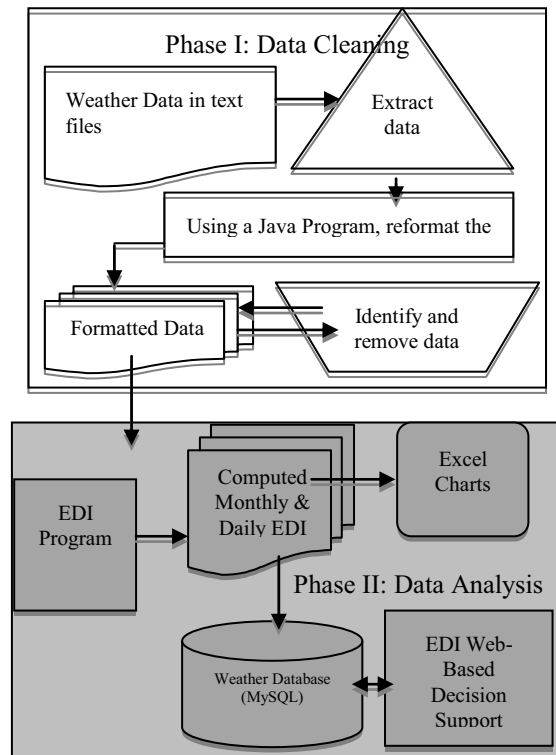 Phase I: Data Cleaning
Weather Data in text
files
Extract
data
Using a Java Program, reformat the
Formatted Data
Identify and
remove data
EDI
Program
Computed
Monthly &
Daily EDI
Excel
Charts
Phase II: Data Analysis
Weather Database
(MySQL)
EDI Web-
Based
Decision
Support